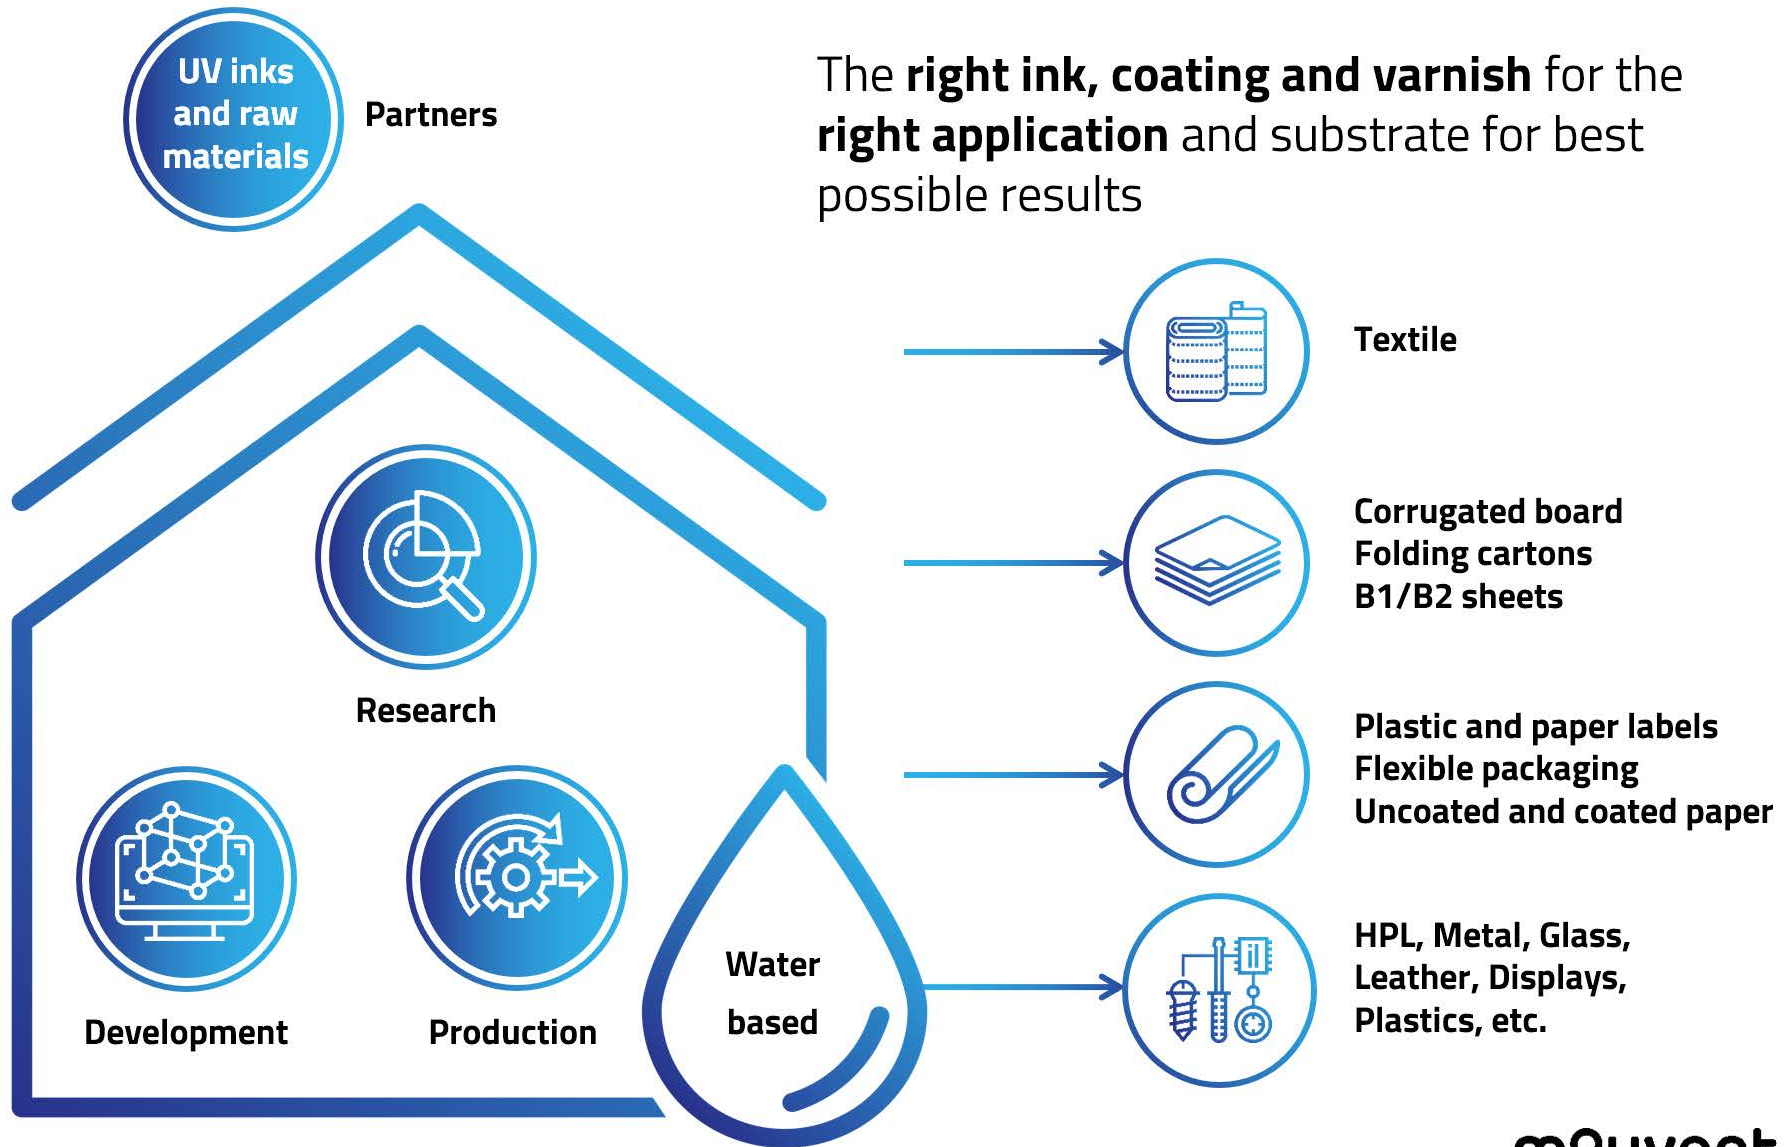 UV inks
and raw
materials
Partners
The right ink, coating and varnish for the
right application and substrate for best
possible results
Textile
Corrugated board
Folding cartons
B1/B2 sheets
Research
Plastic and paper labels
Flexible packaging
Uncoated and coated paper
Development
Production
Water
based
HPL, Metal, Glass,
Leather, Displays,
Plastics, etc.